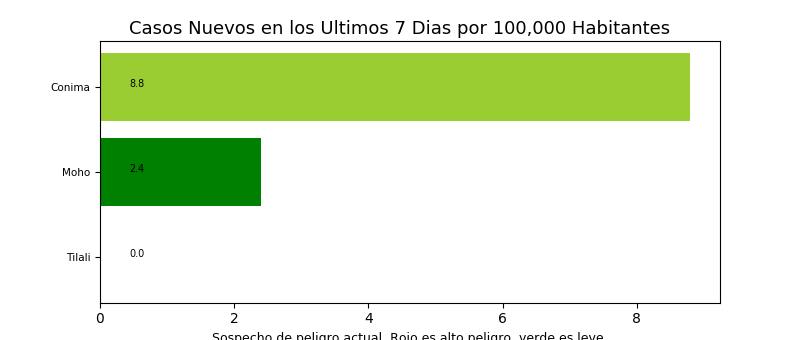 Casos Nuevos en los Ultimos 7 Dias por 100,000 Habitantes
Conima 8.8
Moho 2.4
Tilali 0.0
0 2 4 6 8
Sospecho de peligro actual. Rojo es alto peligro, verde es leve